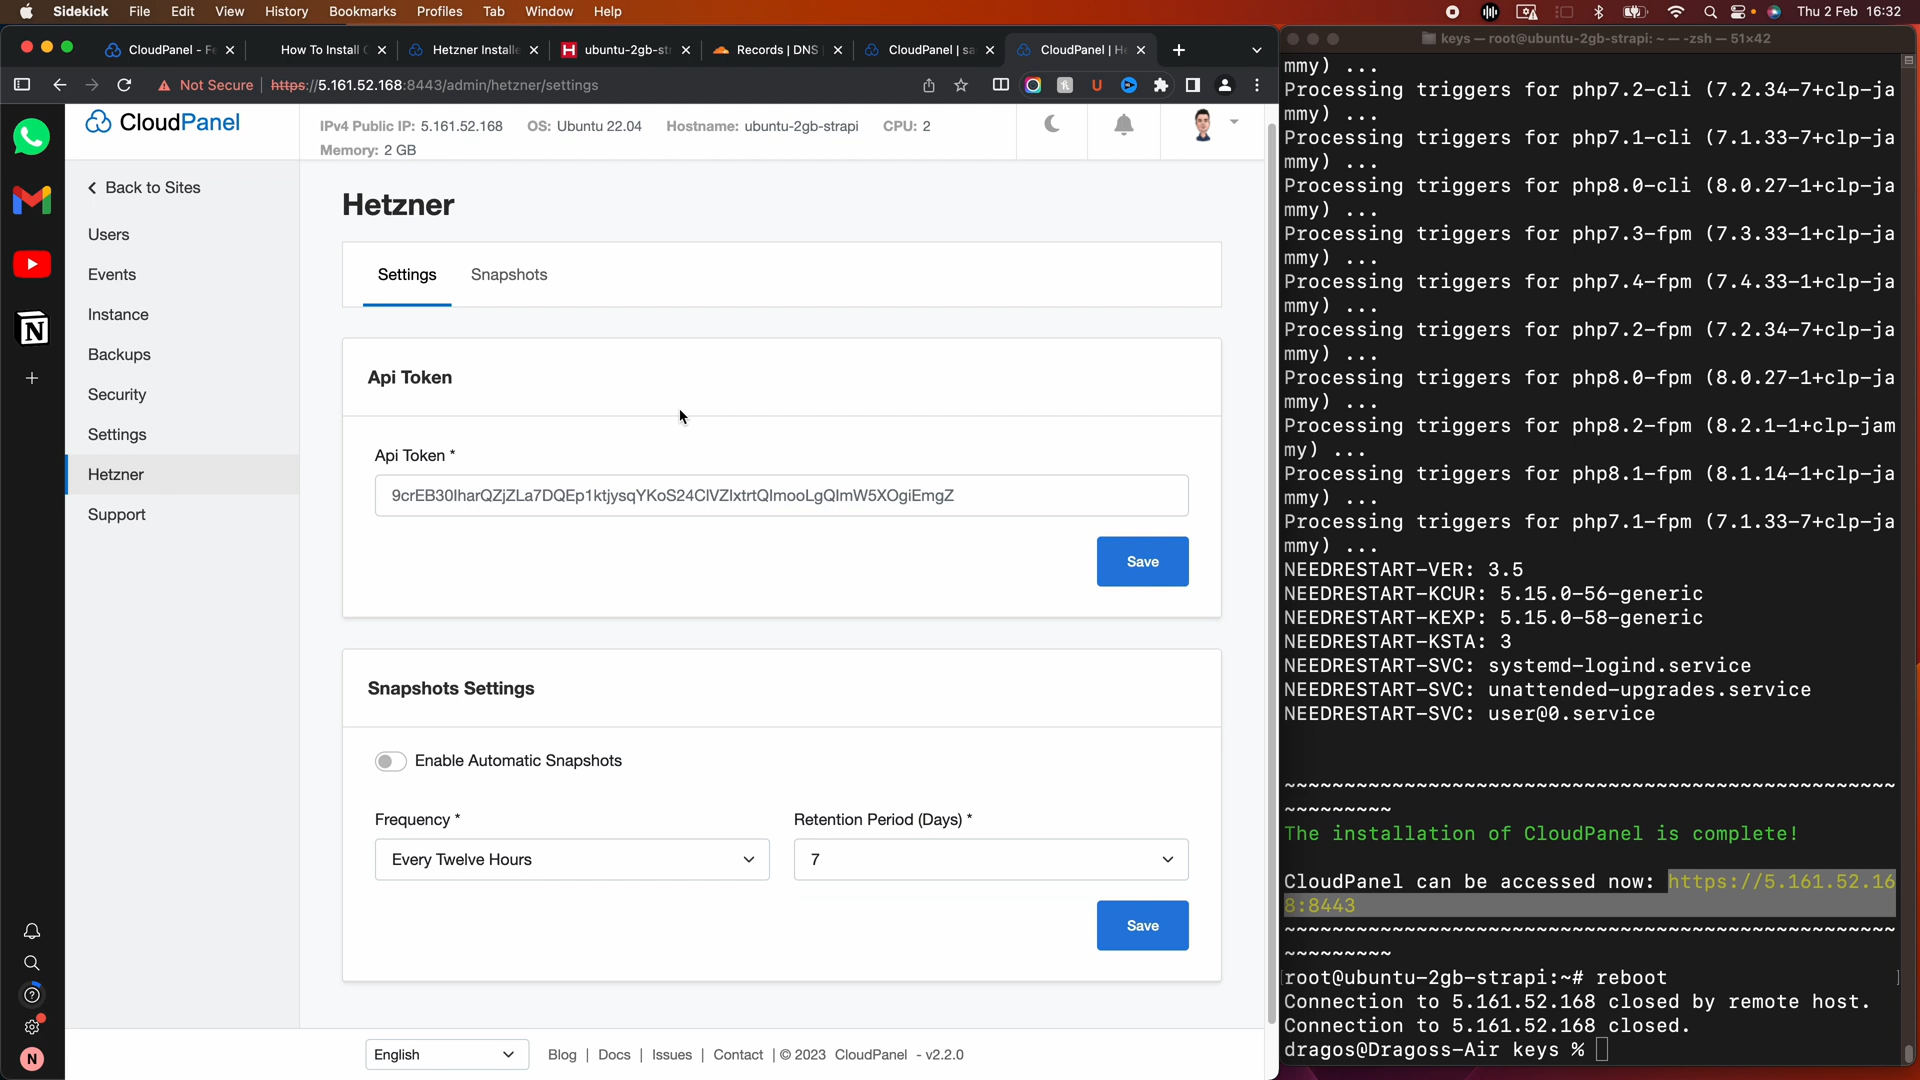 Sidekick File Edit View History Bookmarks Profiles Tab Window Help
Thu 2 Feb 16:32
CloudPanel - F
How To Install
Hetzner Installe
ubuntu-2gb-st
Records | DNS
CloudPanel | sa
CloudPanel | He
Not Secure | https://5.161.52.168:8443/admin/hetzner/settings
CloudPanel
IPv4 Public IP: 5.161.52.168 OS: Ubuntu 22.04 Hostname: ubuntu-2gb-strapi CPU: 2
Memory: 2 GB
Back to Sites
Users
Events
Instance
Backups
Security
Settings
Hetzner
Support
Hetzner
Settings Snapshots
Api Token
Api Token *
9crEB30IharQZjZLa7DQEp1ktjysqYKoS24CIVZIxtrtQImooLgQImW5XOgiEmgZ
Save
Snapshots Settings
Enable Automatic Snapshots
Frequency * Retention Period (Days) *
Every Twelve Hours 7
Save
English Blog | Docs | Issues | Contact | © 2023 CloudPanel - v2.2.0
N
keys — root@ubuntu-2gb-strapi: ~ — -zsh — 51×42
mmy) ...
Processing triggers for php7.2-cli (7.2.34-7+clp-ja
mmy) ...
Processing triggers for php7.1-cli (7.1.33-7+clp-ja
mmy) ...
Processing triggers for php8.0-cli (8.0.27-1+clp-ja
mmy) ...
Processing triggers for php7.3-fpm (7.3.33-1+clp-ja
mmy) ...
Processing triggers for php7.4-fpm (7.4.33-1+clp-ja
mmy) ...
Processing triggers for php7.2-fpm (7.2.34-7+clp-ja
mmy) ...
Processing triggers for php8.0-fpm (8.0.27-1+clp-ja
mmy) ...
Processing triggers for php8.2-fpm (8.2.1-1+clp-jam
my) ...
Processing triggers for php8.1-fpm (8.1.14-1+clp-ja
mmy) ...
Processing triggers for php7.1-fpm (7.1.33-7+clp-ja
mmy) ...
NEEDRESTART-VER: 3.5
NEEDRESTART-KCUR: 5.15.0-56-generic
NEEDRESTART-KEXP: 5.15.0-58-generic
NEEDRESTART-KSTA: 3
NEEDRESTART-SVC: systemd-logind.service
NEEDRESTART-SVC: unattended-upgrades.service
NEEDRESTART-SVC: user@0.service
~~~~~~~~~~~~~~~~~~~~~~~~~~~~~~~~~~~~~~~~~~~~~~~~~~~
~~~~~~~~~
The installation of CloudPanel is complete!
CloudPanel can be accessed now: https://5.161.52.16
8:8443
~~~~~~~~~~~~~~~~~~~~~~~~~~~~~~~~~~~~~~~~~~~~~~~~~~~
~~~~~~~~~
[root@ubuntu-2gb-strapi:~# reboot ]
Connection to 5.161.52.168 closed by remote host.
Connection to 5.161.52.168 closed.
dragos@Dragoss-Air keys %